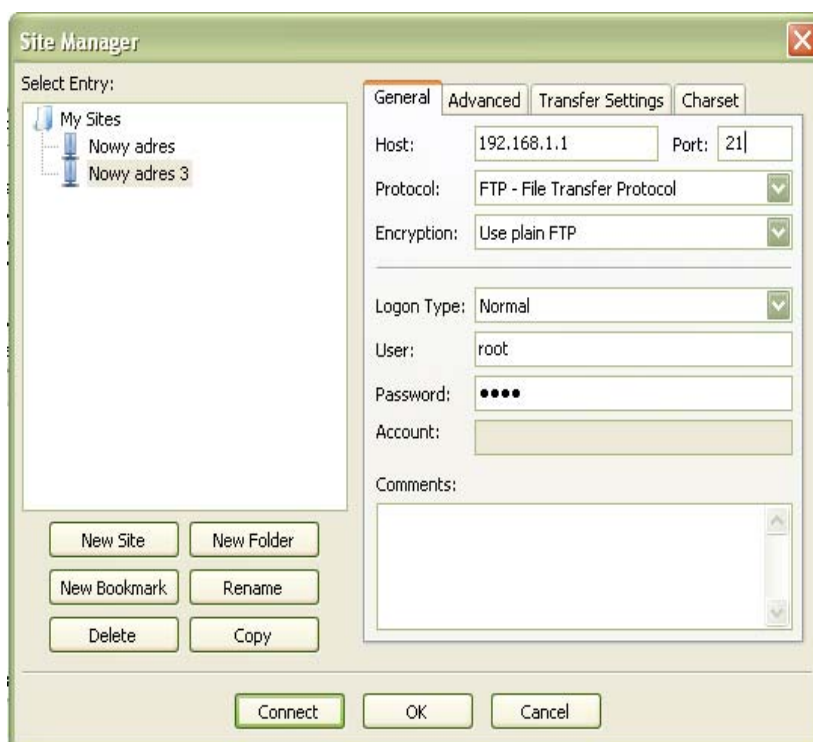 Site Manager
Select Entry:
My Sites
Nowy adres
Nowy adres 3
New Site
New Folder
New Bookmark
Rename
Delete
Copy
General
Advanced
Transfer Settings
Charset
Host:
192.168.1.1
Port:
21
Protocol:
FTP - File Transfer Protocol
Encryption:
Use plain FTP
Logon Type:
Normal
User:
root
Password:
●●●●
Account:
Comments:
Connect
OK
Cancel